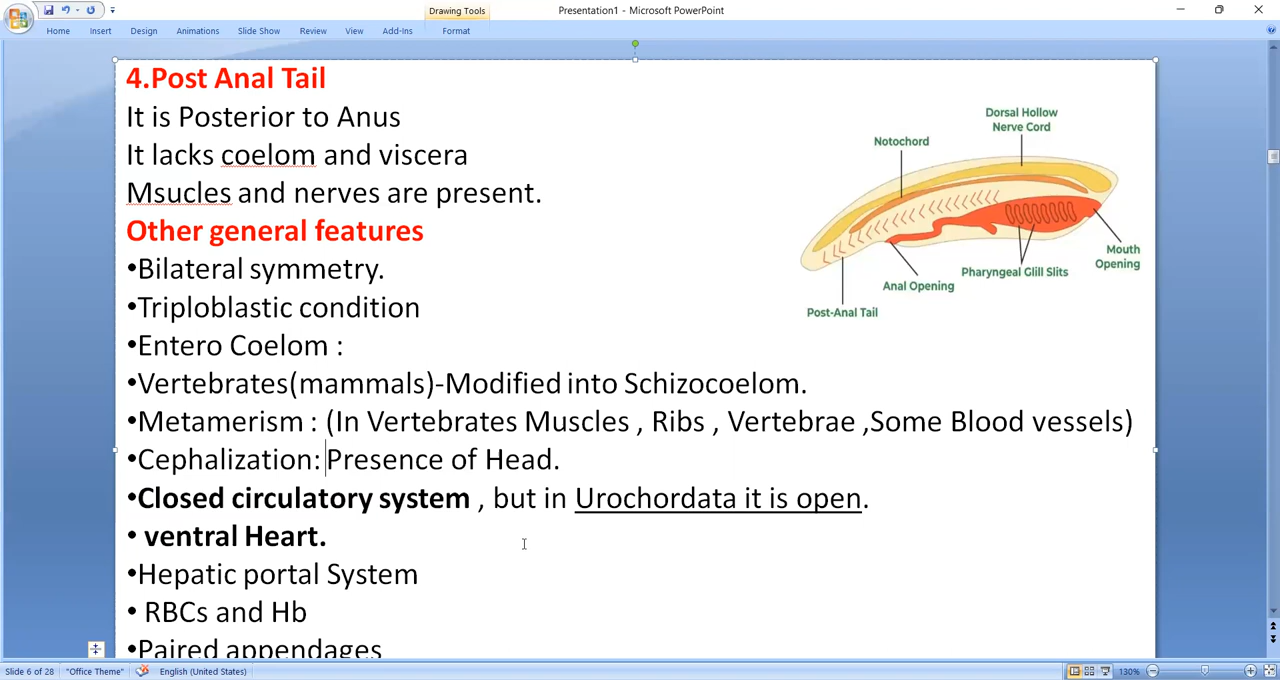 Drawing Tools
Presentation1 - Microsoft PowerPoint
Home Insert Design Animations Slide Show Review View Add-Ins Format
4.Post Anal Tail
It is Posterior to Anus
It lacks coelom and viscera
Msucles and nerves are present.
Other general features
•Bilateral symmetry.
•Triploblastic condition
•Entero Coelom :
•Vertebrates(mammals)-Modified into Schizocoelom.
•Metamerism : (In Vertebrates Muscles , Ribs , Vertebrae ,Some Blood vessels)
•Cephalization: Presence of Head.
•Closed circulatory system , but in Urochordata it is open.
• ventral Heart.
•Hepatic portal System
• RBCs and Hb
•Paired appendages
Dorsal Hollow
Nerve Cord
Notochord
Mouth
Opening
Pharyngeal Glill Slits
Anal Opening
Post-Anal Tail
Slide 6 of 28 "Office Theme" English (United States) 130%